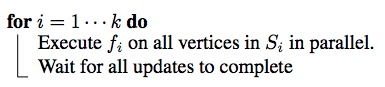 for i = 1 ⋯ k do
Execute f_i on all vertices in S_i in parallel.
Wait for all updates to complete